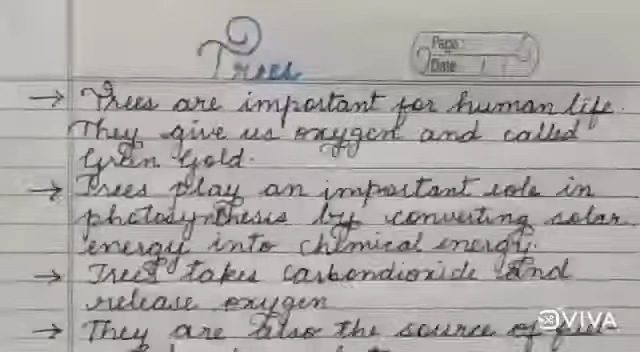 Trees
Page:
Date
→ Trees are important for human life.
They give us oxygen and called
Green Gold.
→ Trees play an important role in
photosynthesis by converting solar
energy into chemical energy.
→ Trees takes carbondioxide and
release oxygen
→ They are also the source of fuel
VIVA